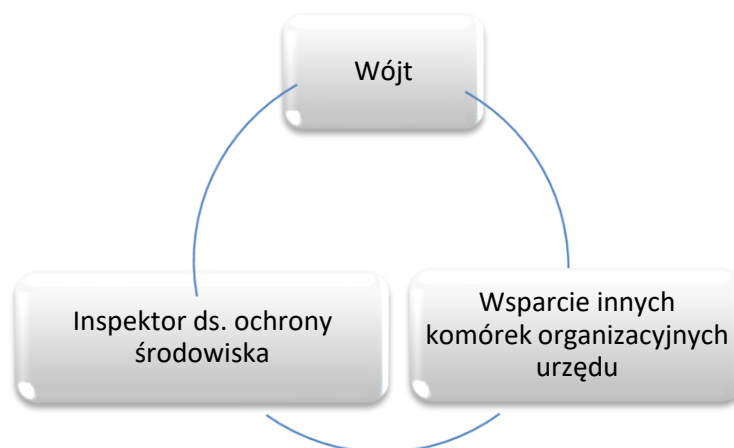 Wójt
Inspektor ds. ochrony
środowiska
Wsparcie innych
komórek organizacyjnych
urzędu